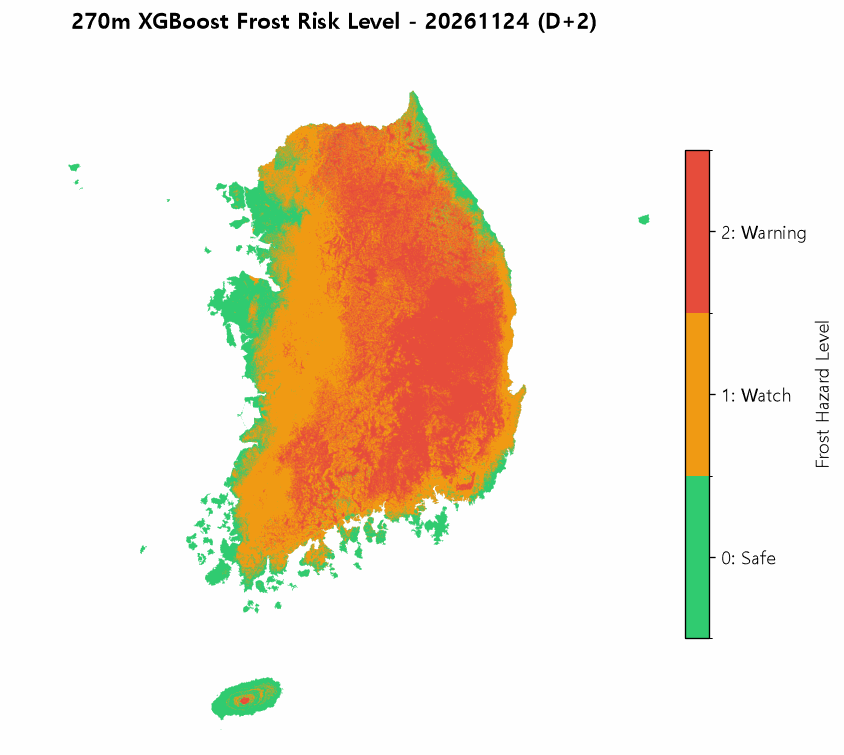 270m XGBoost Frost Risk Level - 20261124 (D+2)
2: Warning
1: Watch
0: Safe
Frost Hazard Level